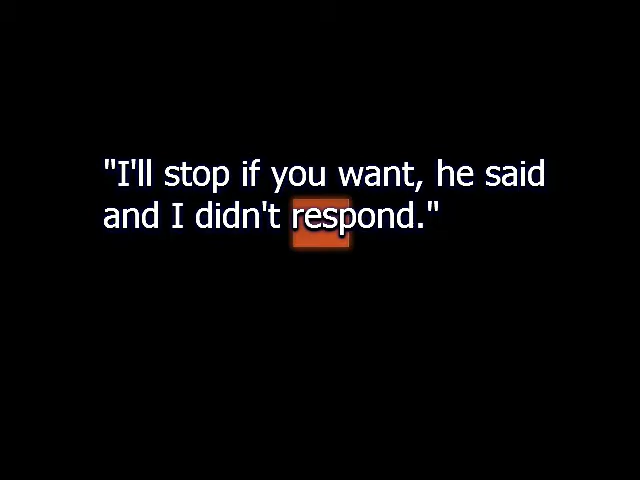 "I'll stop if you want, he said
and I didn't respond."